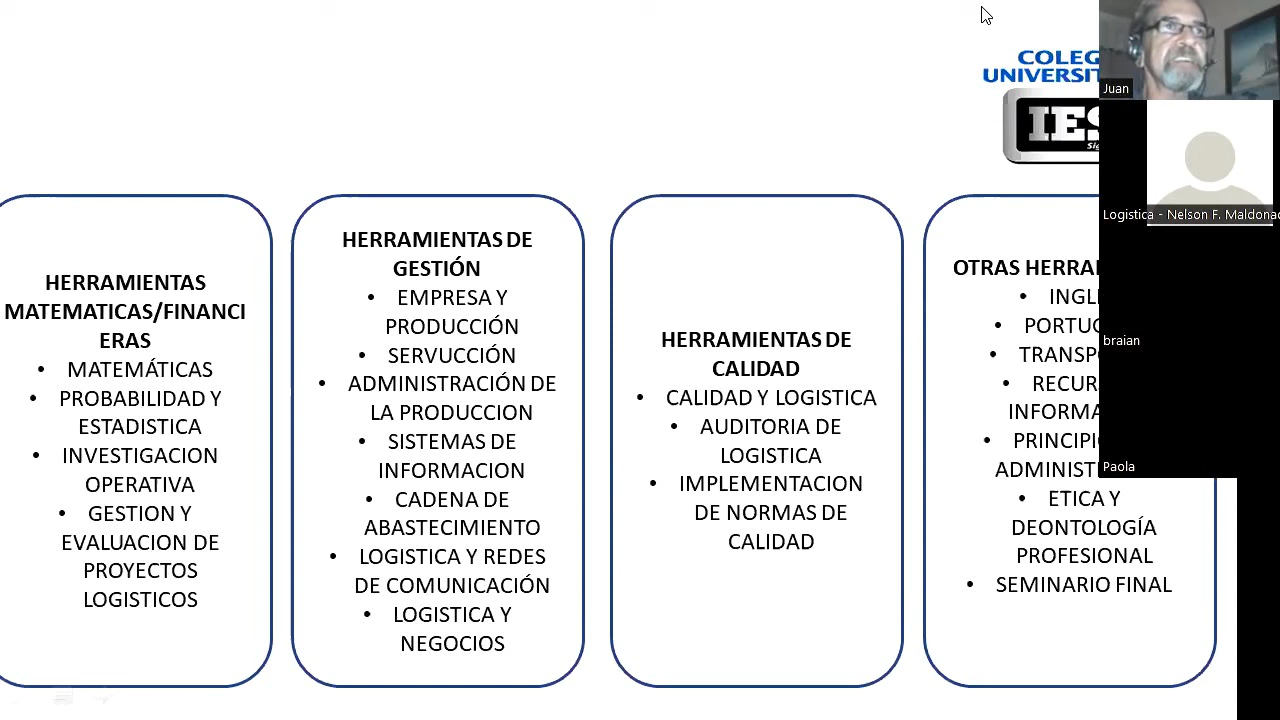 COLEG
UNIVERSIT
IES
Juan
Logistica - Nelson F. Maldonad
braian
Paola
HERRAMIENTAS
MATEMATICAS/FINANCI
ERAS
• MATEMÁTICAS
• PROBABILIDAD Y
ESTADISTICA
• INVESTIGACION
OPERATIVA
• GESTION Y
EVALUACION DE
PROYECTOS
LOGISTICOS
HERRAMIENTAS DE
GESTIÓN
• EMPRESA Y
PRODUCCIÓN
• SERVUCCIÓN
• ADMINISTRACIÓN DE
LA PRODUCCION
• SISTEMAS DE
INFORMACION
• CADENA DE
ABASTECIMIENTO
• LOGISTICA Y REDES
DE COMUNICACIÓN
• LOGISTICA Y
NEGOCIOS
HERRAMIENTAS DE
CALIDAD
• CALIDAD Y LOGISTICA
• AUDITORIA DE
LOGISTICA
• IMPLEMENTACION
DE NORMAS DE
CALIDAD
OTRAS HERRA
• INGL
• PORTU
• TRANSP
• RECUR
INFORMA
• PRINCIPI
ADMINIST
• ETICA Y
DEONTOLOGÍA
PROFESIONAL
• SEMINARIO FINAL